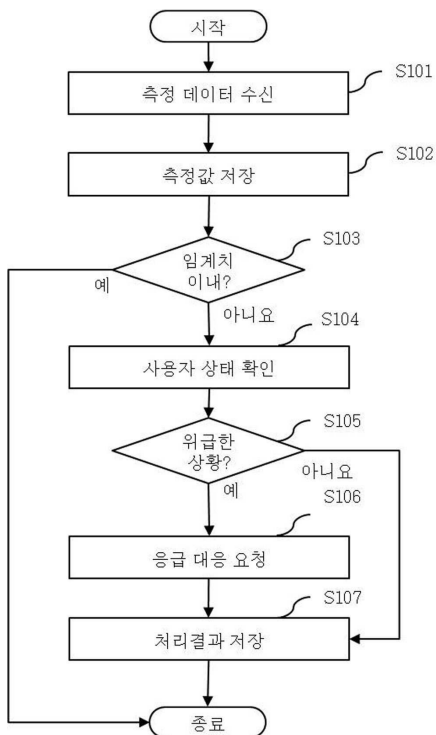 시작
S101
측정 데이터 수신
S102
측정값 저장
S103
임계치
이내?
예
아니요
S104
사용자 상태 확인
S105
위급한
상황?
아니요
예
S106
응급 대응 요청
S107
처리결과 저장
종료